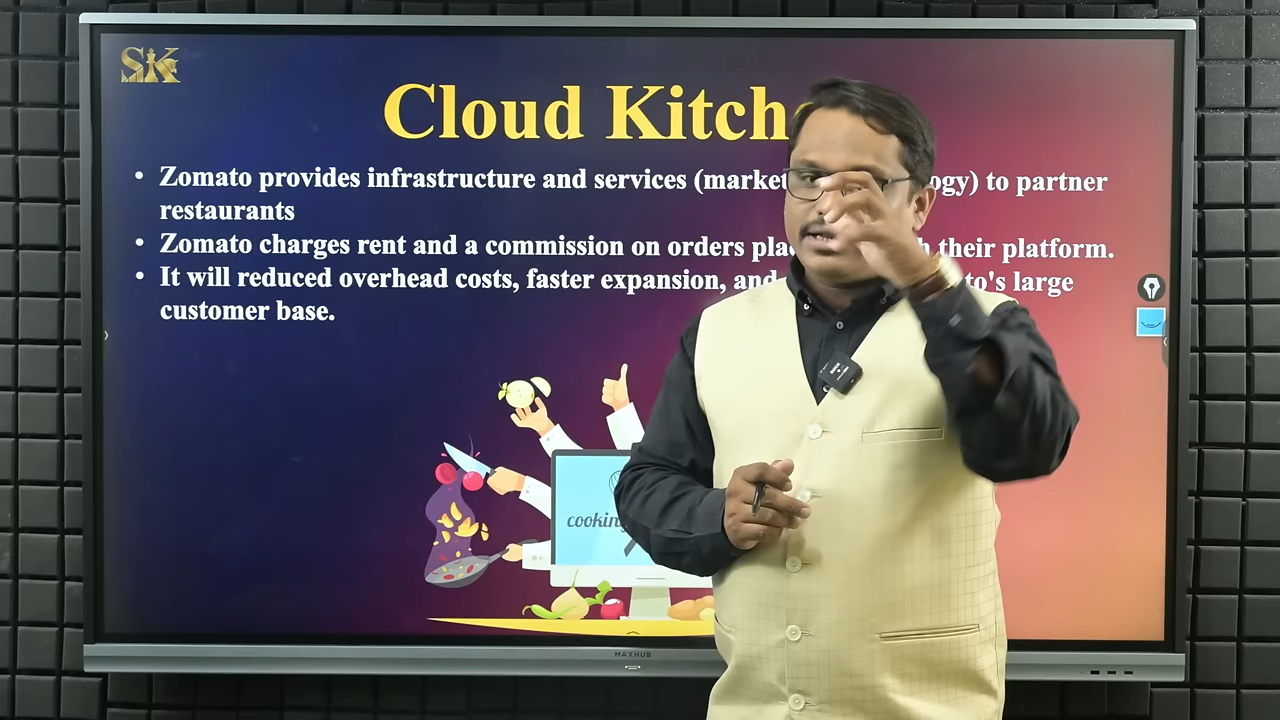 SK
Cloud Kitch
• Zomato provides infrastructure and services (market ogy) to partner
restaurants
• Zomato charges rent and a commission on orders pla their platform.
• It will reduced overhead costs, faster expansion, and to's large
customer base.
cooking
MAXHUB